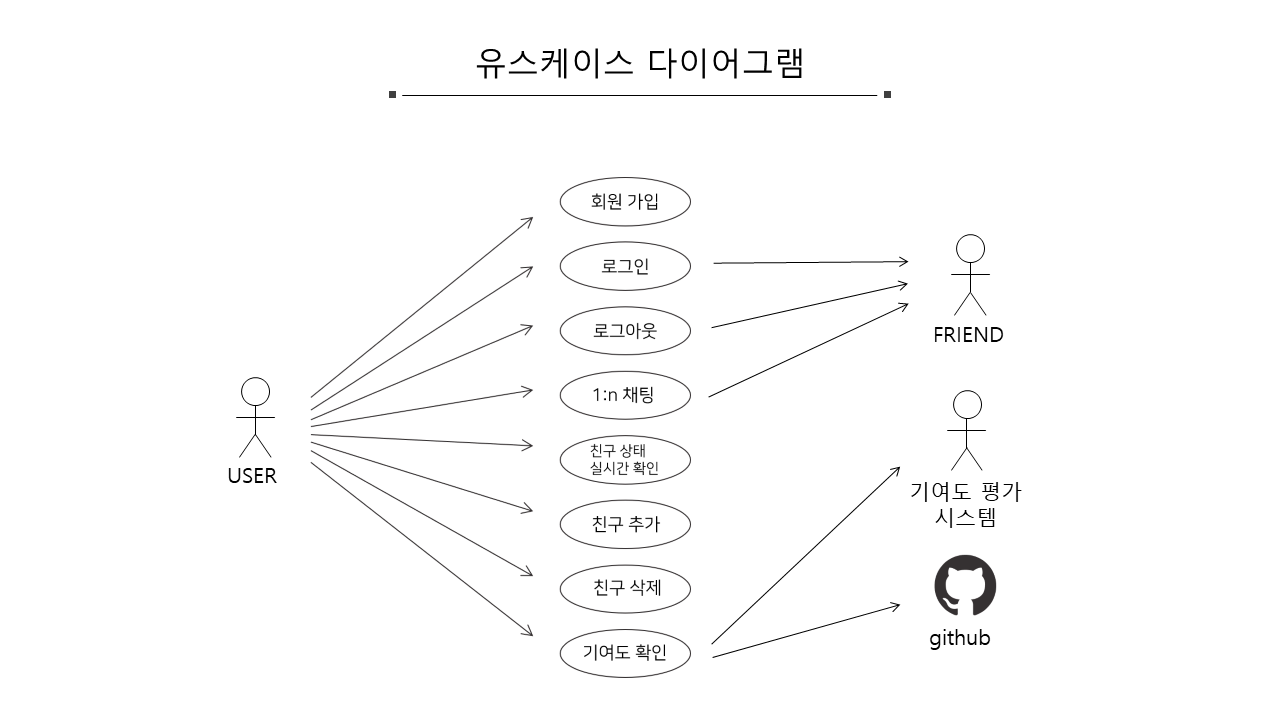 유스케이스 다이어그램
회원 가입
로그인
로그아웃
1:n 채팅
친구 상태
실시간 확인
친구 추가
친구 삭제
기여도 확인
USER
FRIEND
기여도 평가
시스템
github